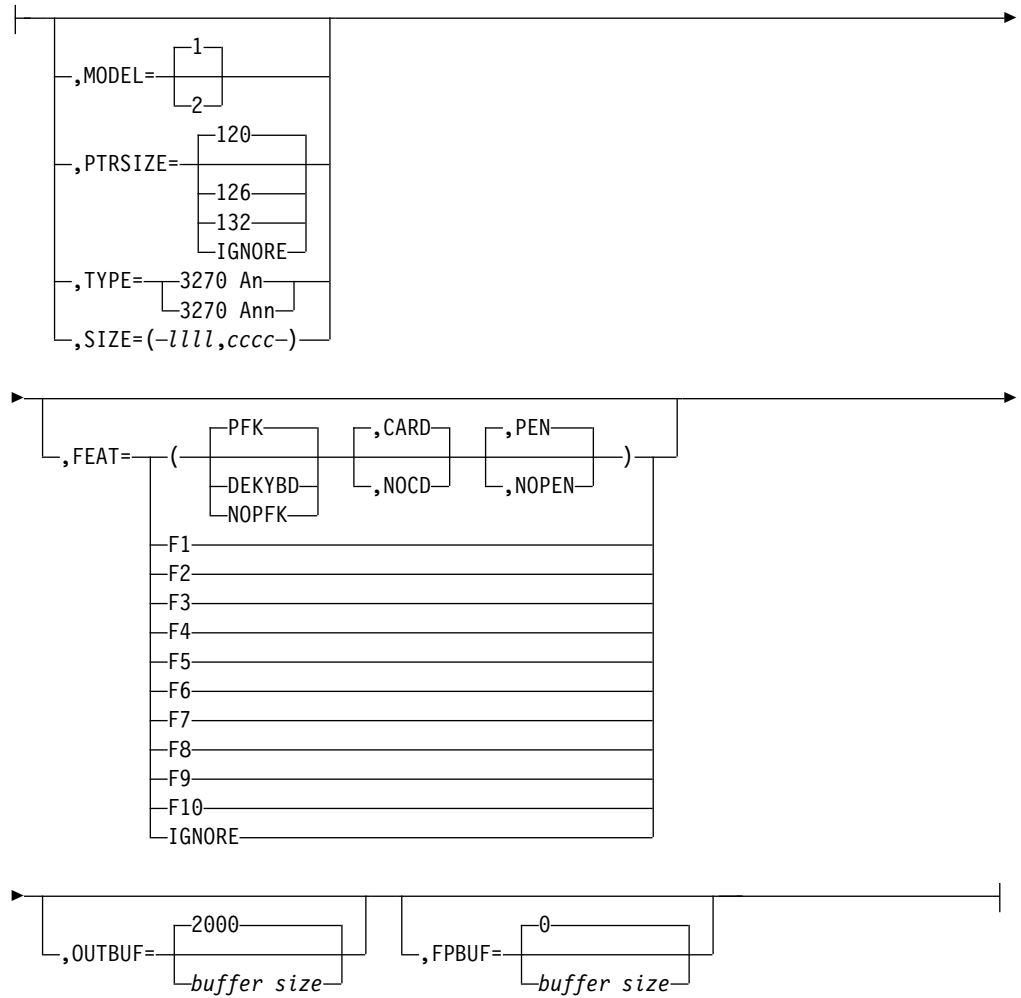 1
,MODEL=
2
120
,PTRSIZE=
126
132
IGNORE
,TYPE= 3270 An
3270 Ann
,SIZE=( llll,cccc )
PFK ,CARD ,PEN
,FEAT= ( )
DEKYBD ,NOCD ,NOPEN
NOPFK
F1
F2
F3
F4
F5
F6
F7
F8
F9
F10
IGNORE
2000 0
,OUTBUF= ,FPBUF=
buffer size buffer size